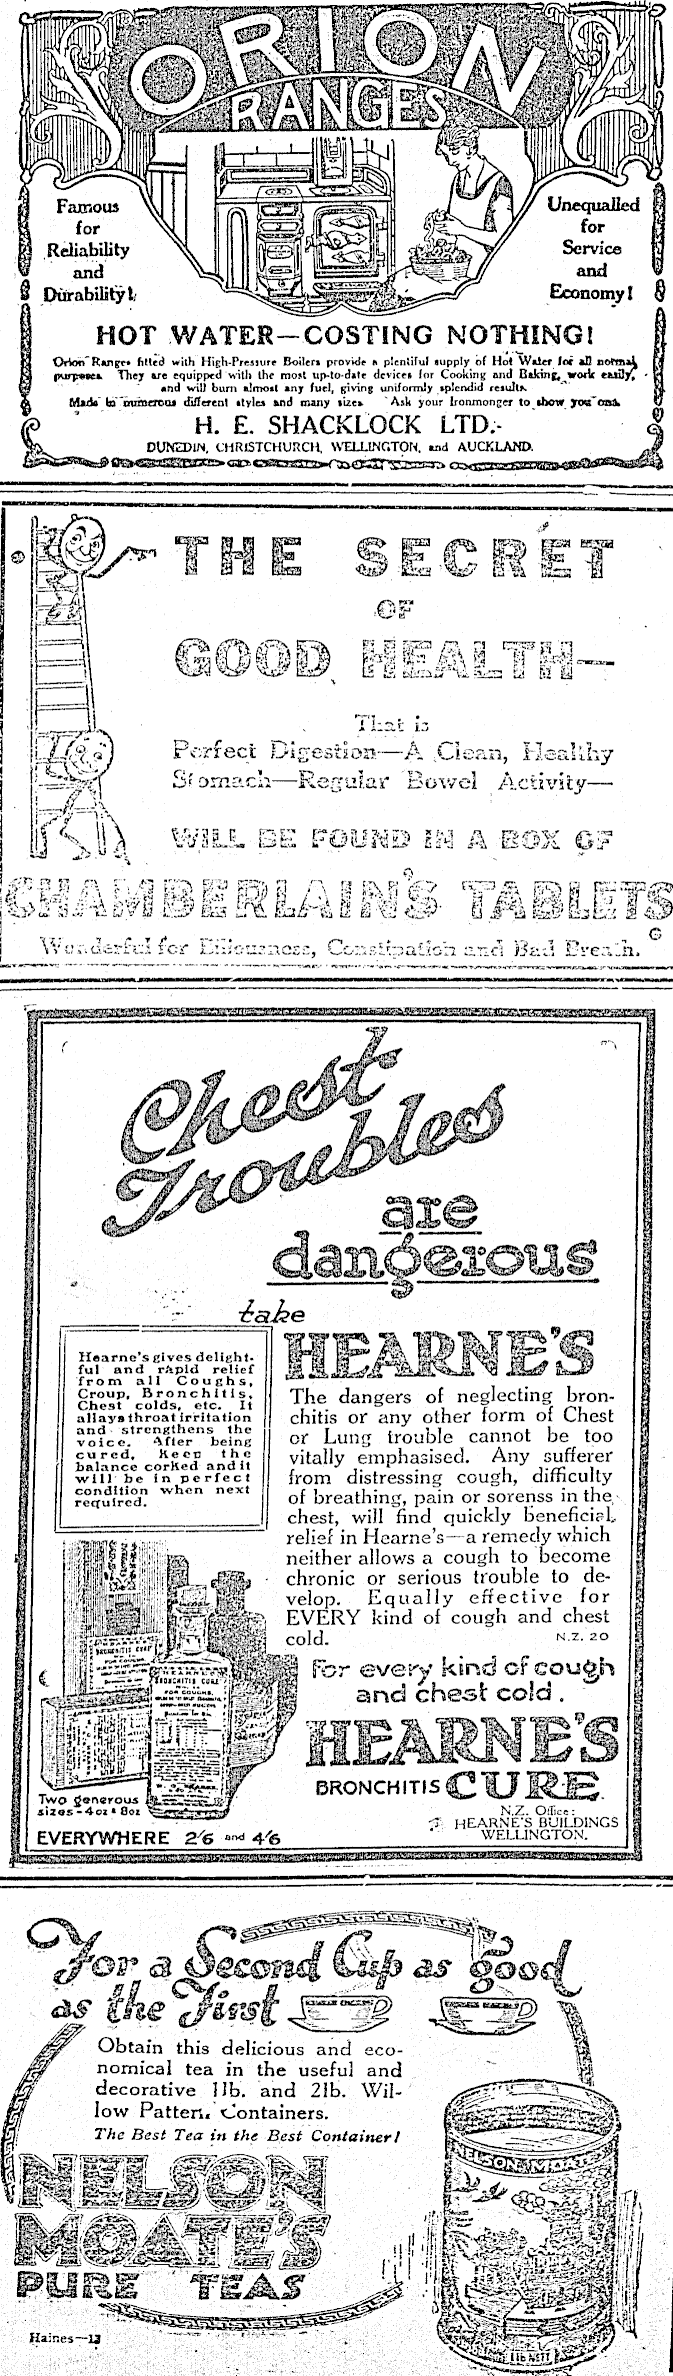 ORION
RANGES
Famous
for
Reliability
and
Durability!
Unequalled
for
Service
and
Economy!
HOT WATER—COSTING NOTHING!
"Orion" Ranges fitted with High-Pressure Boilers provide a plentiful supply of Hot Water for all normal
purposes. They are equipped with the most up-to-date devices for Cooking and Baking, work easily,
and will burn almost any fuel, giving uniformly splendid results.
Made in numerous different styles and many sizes. Ask your Ironmonger to show you one.
H. E. SHACKLOCK LTD.
DUNEDIN, CHRISTCHURCH, WELLINGTON, and AUCKLAND.
THE SECRET
OF
GOOD HEALTH—
That is
Perfect Digestion—A Clean, Healthy
Stomach—Regular Bowel Activity—
WILL BE FOUND IN A BOX OF
CHAMBERLAIN'S TABLETS
Wonderful for Biliousness, Constipation and Bad Breath.
Chest
Troubles
are
dangerous
take
HEARNE'S
Hearne's gives delight-
ful and rapid relief
from all Coughs,
Croup, Bronchitis,
Chest colds, etc. It
allays throat irritation
and strengthens the
voice. After being
cured, keep the
balance corked and it
will be in perfect
condition when next
required.
The dangers of neglecting bron-
chitis or any other form of Chest
or Lung trouble cannot be too
vitally emphasised. Any sufferer
from distressing cough, difficulty
of breathing, pain or sorenss in the
chest, will find quickly beneficial
relief in Hearne's—a remedy which
neither allows a cough to become
chronic or serious trouble to de-
velop. Equally effective for
EVERY kind of cough and chest
cold. N.Z. 20
BRONCHITIS CURE
HEARNE'S
BRONCHITIS CURE
FOR COUGHS
For every kind of cough
and chest cold.
HEARNE'S
BRONCHITIS CURE.
Two generous
sizes - 4oz & 8oz
EVERYWHERE 2'6 and 4'6
N.Z. Office:
HEARNE'S BUILDINGS
WELLINGTON.
For a Second Cup as good
as the First
Obtain this delicious and eco-
nomical tea in the useful and
decorative 1lb. and 2lb. Wil-
low Pattern Containers.
The Best Tea in the Best Container!
NELSON
MOATE'S
PURE TEAS
NELSON MOATE
1 lb NETT
Haines—13